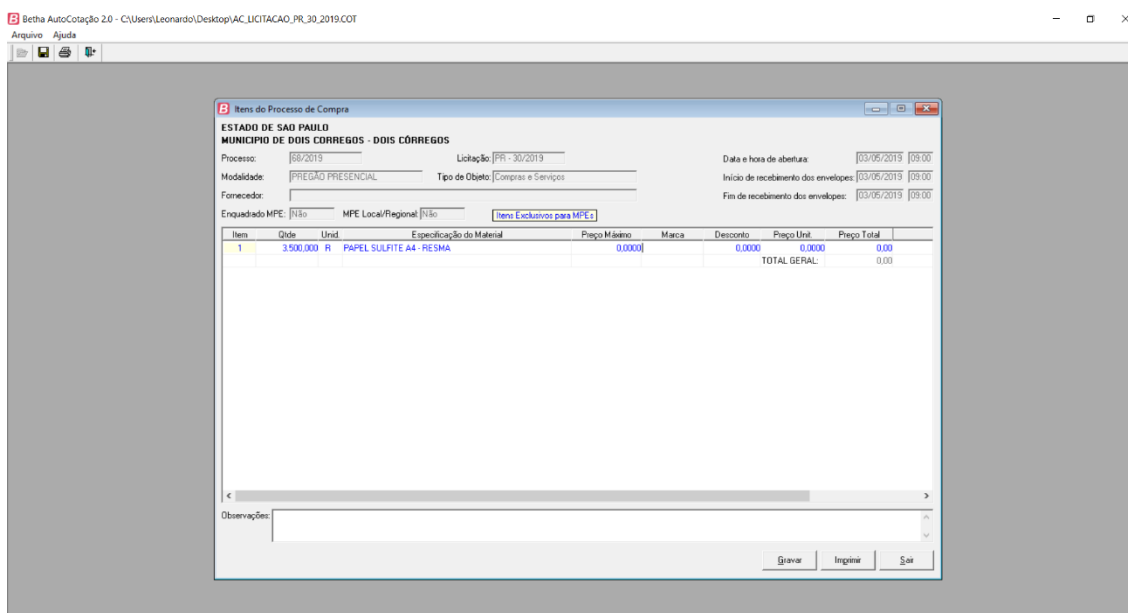 Betha AutoCotação 2.0 - C:\Users\Leonardo\Desktop\AC_LICITACAO_PR_30_2019.COT
Arquivo Ajuda
Itens do Processo de Compra
ESTADO DE SAO PAULO
MUNICIPIO DE DOIS CORREGOS - DOIS CÓRREGOS
Processo: 68/2019 Licitação: PR - 30/2019 Data e hora de abertura: 03/05/2019 09:00
Modalidade: PREGÃO PRESENCIAL Tipo de Objeto: Compras e Serviços Início de recebimento dos envelopes: 03/05/2019 09:00
Fornecedor: Fim de recebimento dos envelopes: 03/05/2019 09:00
Enquadrado MPE: Não MPE Local/Regional: Não Itens Exclusivos para MPEs
Item Qtde Unid. Especificação do Material Preço Máximo Marca Desconto Preço Unit. Preço Total
1 3.500,000 R PAPEL SULFITE A4 - RESMA 0,0000 0,0000 0,0000 0,00
TOTAL GERAL: 0,00
Observações:
Gravar Imprimir Sair